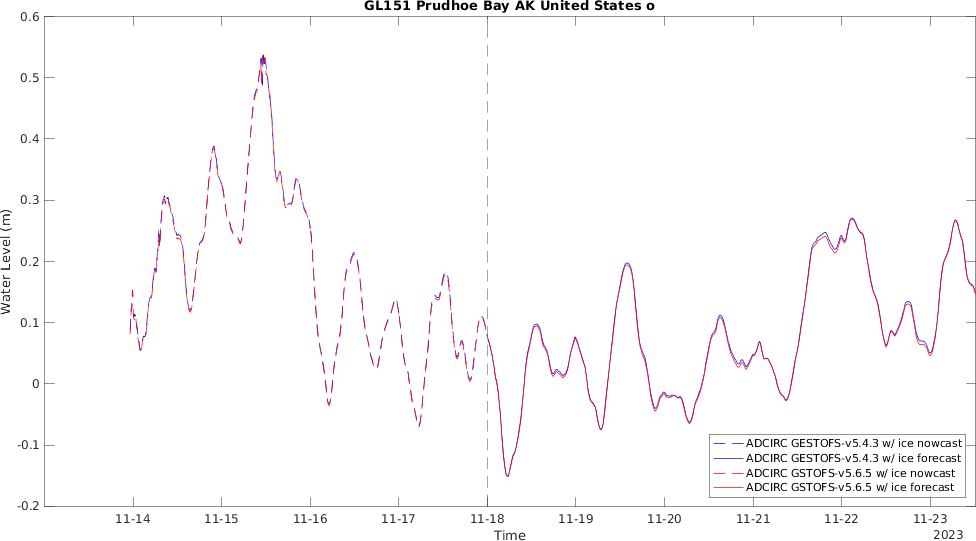 GL151 Prudhoe Bay AK United States o
0.6
0.5
0.4
0.3
0.2
0.1
0
-0.1
-0.2
Water Level (m)
11-14 11-15 11-16 11-17 11-18 11-19 11-20 11-21 11-22 11-23
Time
2023
ADCIRC GESTOFS-v5.4.3 w/ ice nowcast
ADCIRC GESTOFS-v5.4.3 w/ ice forecast
ADCIRC GSTOFS-v5.6.5 w/ ice nowcast
ADCIRC GSTOFS-v5.6.5 w/ ice forecast